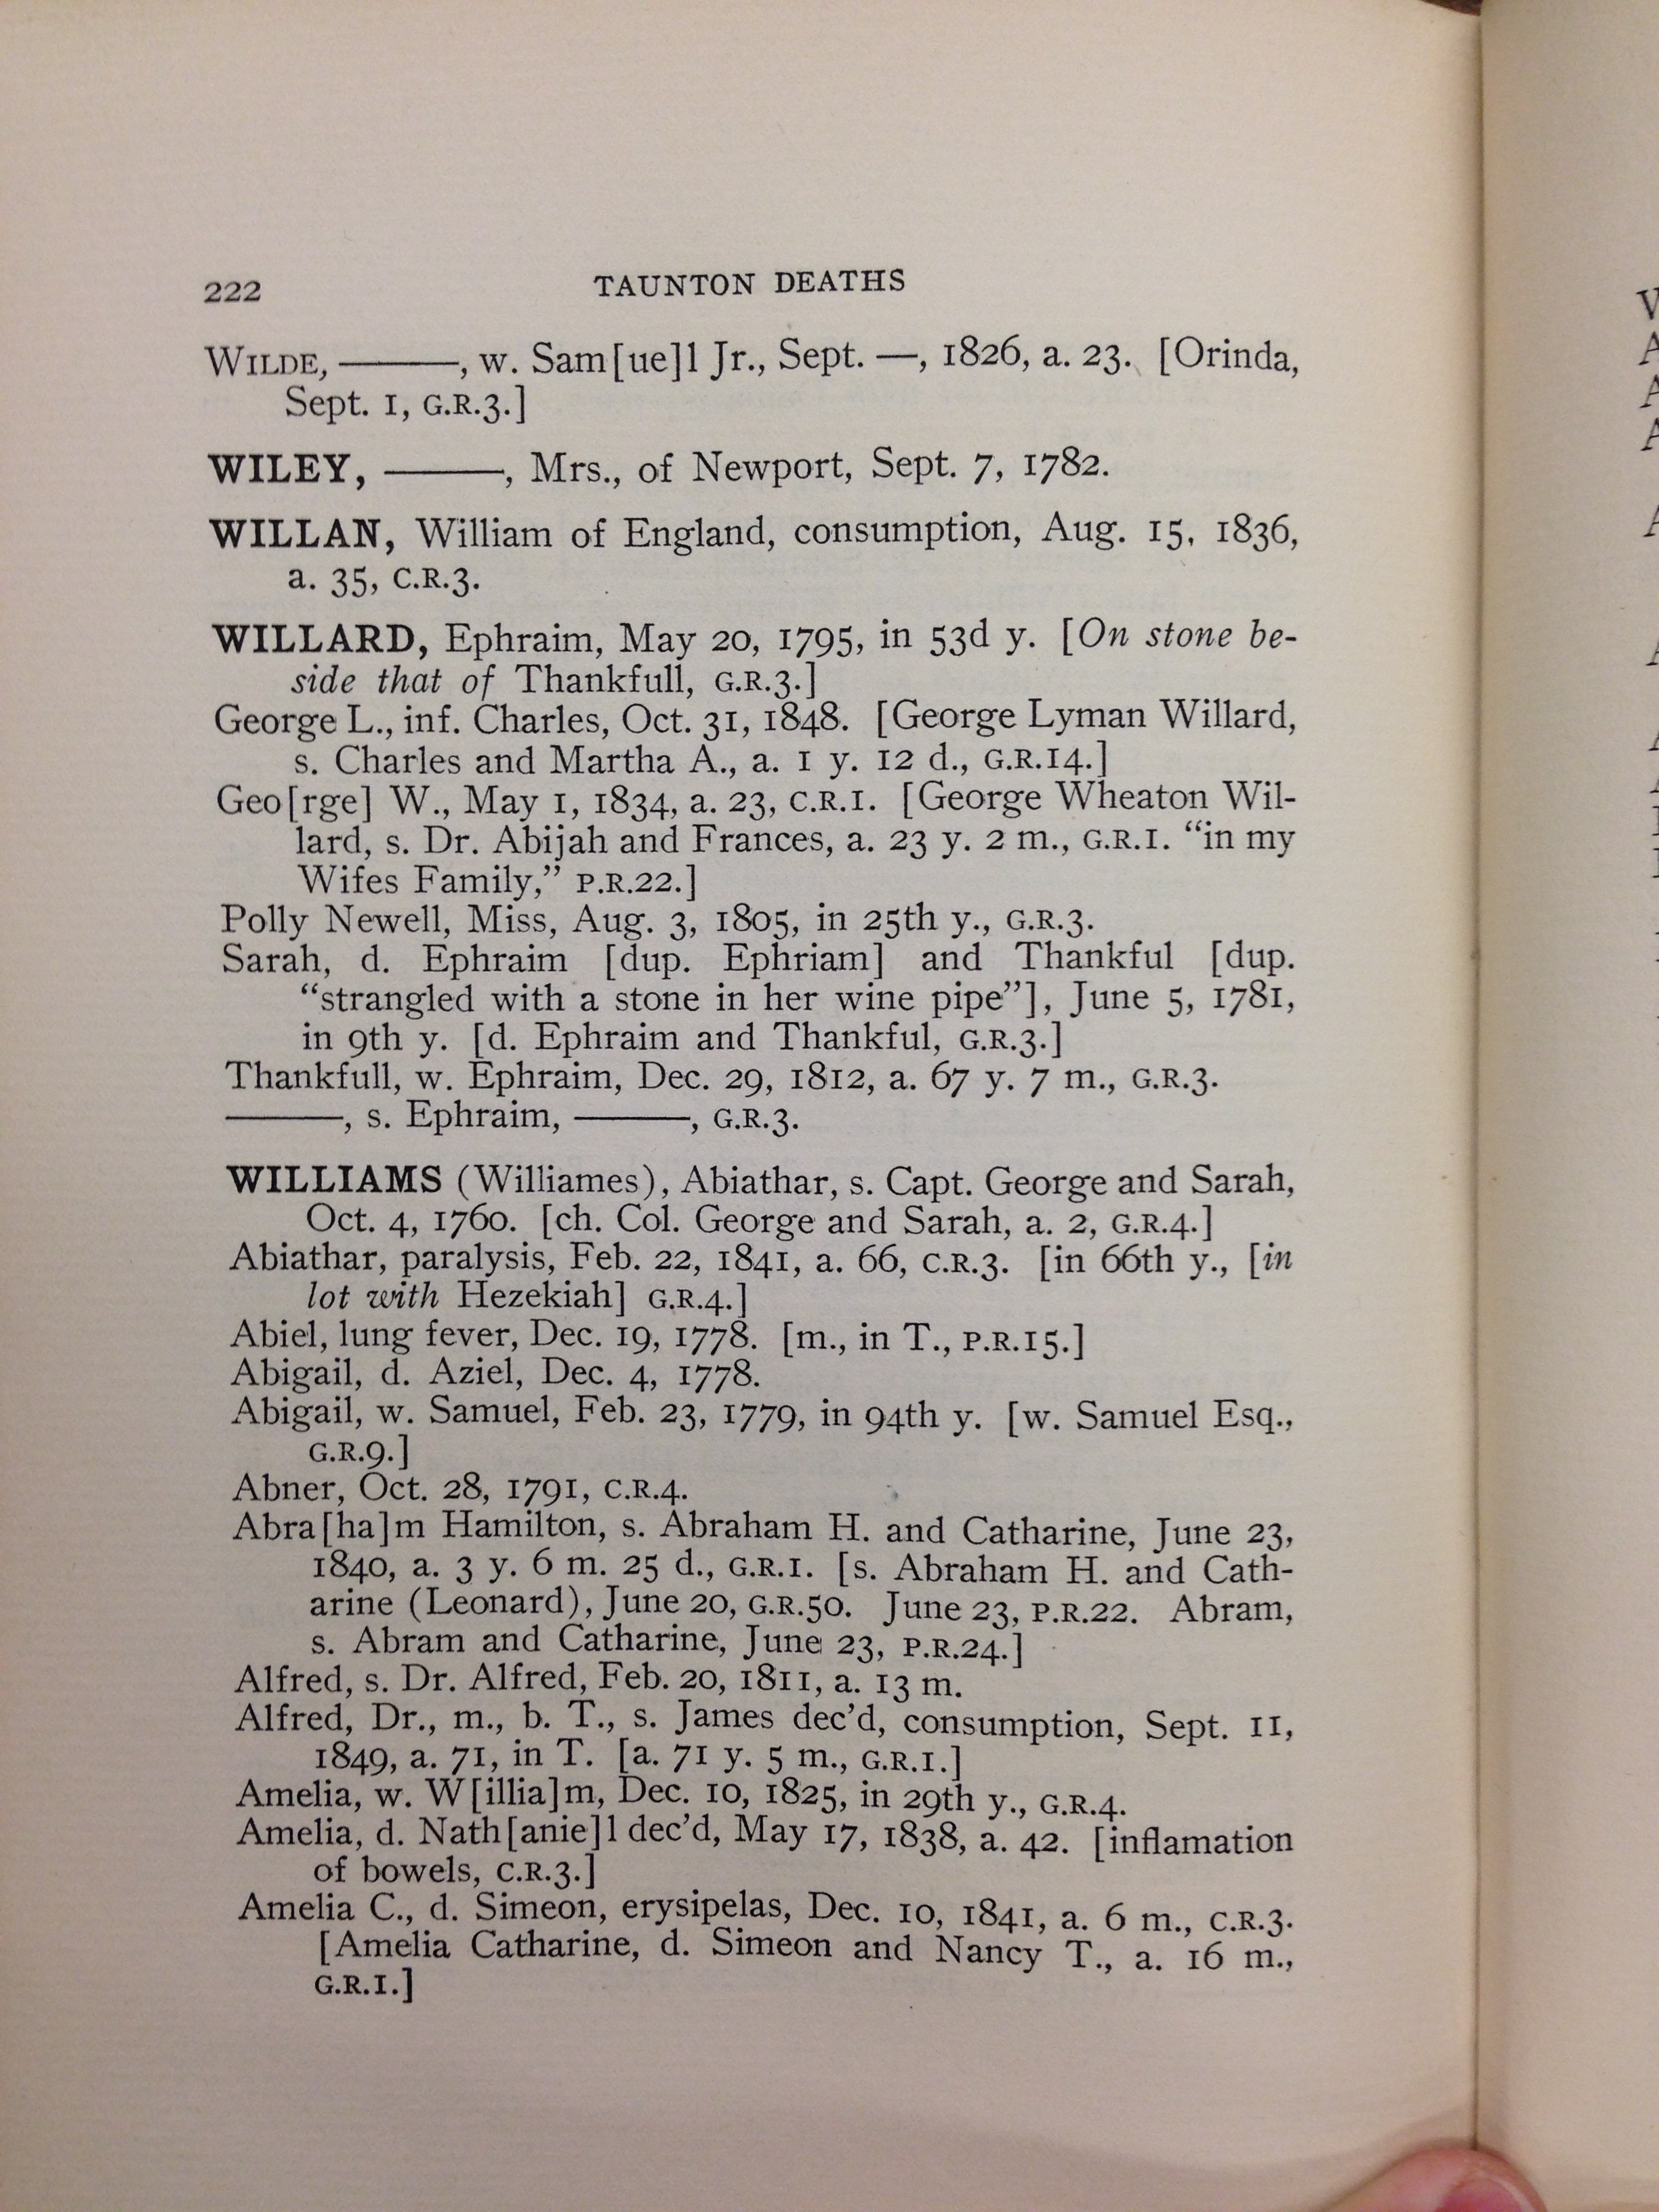 222 TAUNTON DEATHS
WILDE, ———, w. Sam[ue]l Jr., Sept. —, 1826, a. 23. [Orinda,
Sept. 1, G.R.3.]
WILEY, ———, Mrs., of Newport, Sept. 7, 1782.
WILLAN, William of England, consumption, Aug. 15, 1836,
a. 35, C.R.3.
WILLARD, Ephraim, May 20, 1795, in 53d y. [On stone be-
side that of Thankfull, G.R.3.]
George L., inf. Charles, Oct. 31, 1848. [George Lyman Willard,
s. Charles and Martha A., a. 1 y. 12 d., G.R.14.]
Geo[rge] W., May 1, 1834, a. 23, C.R.1. [George Wheaton Wil-
lard, s. Dr. Abijah and Frances, a. 23 y. 2 m., G.R.1. “in my
Wifes Family,” P.R.22.]
Polly Newell, Miss, Aug. 3, 1805, in 25th y., G.R.3.
Sarah, d. Ephraim [dup. Ephriam] and Thankful [dup.
“strangled with a stone in her wine pipe”], June 5, 1781,
in 9th y. [d. Ephraim and Thankful, G.R.3.]
Thankfull, w. Ephraim, Dec. 29, 1812, a. 67 y. 7 m., G.R.3.
———, s. Ephraim, ———, G.R.3.
WILLIAMS (Williames), Abiathar, s. Capt. George and Sarah,
Oct. 4, 1760. [ch. Col. George and Sarah, a. 2, G.R.4.]
Abiathar, paralysis, Feb. 22, 1841, a. 66, C.R.3. [in 66th y., [in
lot with Hezekiah] G.R.4.]
Abiel, lung fever, Dec. 19, 1778. [m., in T., P.R.15.]
Abigail, d. Aziel, Dec. 4, 1778.
Abigail, w. Samuel, Feb. 23, 1779, in 94th y. [w. Samuel Esq.,
G.R.9.]
Abner, Oct. 28, 1791, C.R.4.
Abra[ha]m Hamilton, s. Abraham H. and Catharine, June 23,
1840, a. 3 y. 6 m. 25 d., G.R.1. [s. Abraham H. and Cath-
arine (Leonard), June 20, G.R.50. June 23, P.R.22. Abram,
s. Abram and Catharine, June 23, P.R.24.]
Alfred, s. Dr. Alfred, Feb. 20, 1811, a. 13 m.
Alfred, Dr., m., b. T., s. James dec’d, consumption, Sept. 11,
1849, a. 71, in T. [a. 71 y. 5 m., G.R.1.]
Amelia, w. W[illia]m, Dec. 10, 1825, in 29th y., G.R.4.
Amelia, d. Nath[anie]l dec’d, May 17, 1838, a. 42. [inflamation
of bowels, C.R.3.]
Amelia C., d. Simeon, erysipelas, Dec. 10, 1841, a. 6 m., C.R.3.
[Amelia Catharine, d. Simeon and Nancy T., a. 16 m.,
G.R.1.]